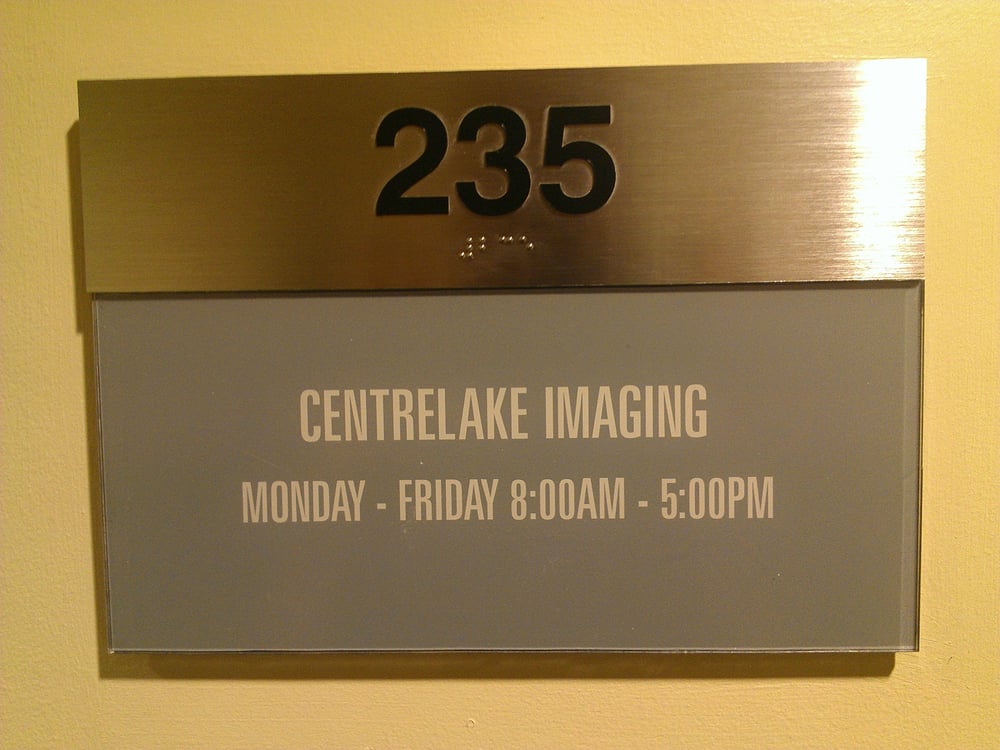 235
CENTRELAKE IMAGING
MONDAY - FRIDAY 8:00AM - 5:00PM